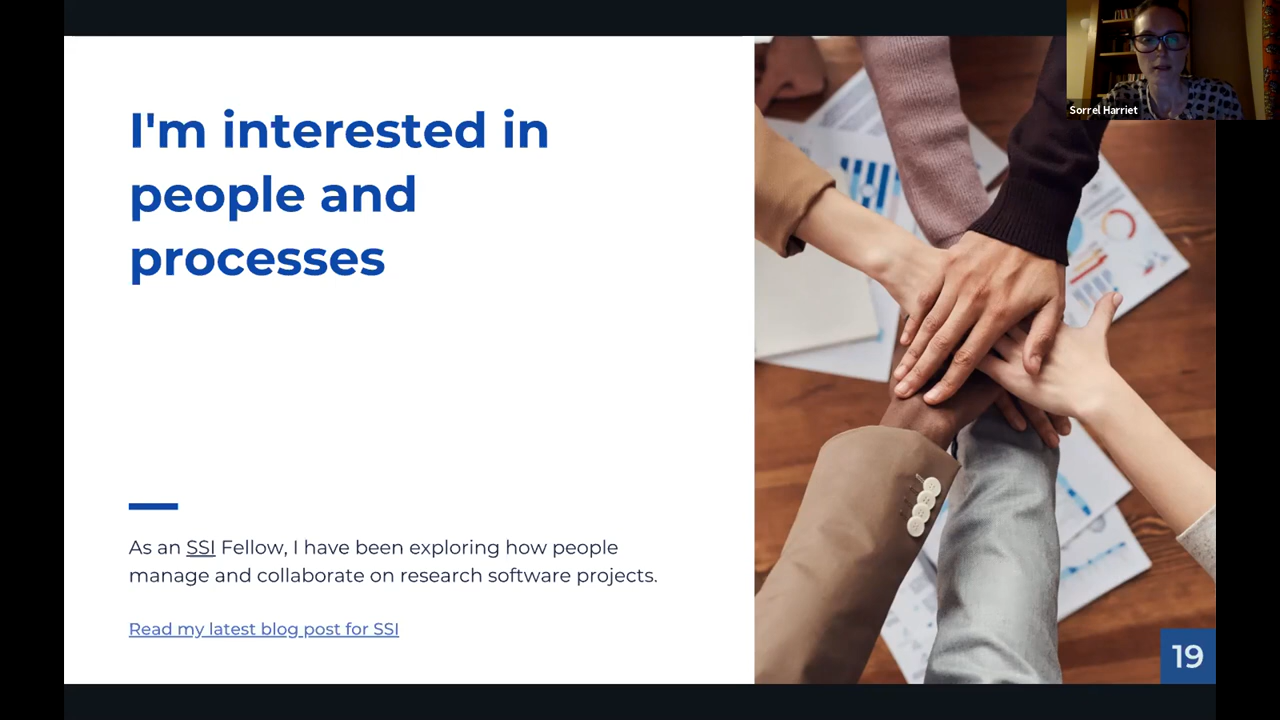 Sorrel Harriet
I'm interested in
people and
processes
As an SSI Fellow, I have been exploring how people
manage and collaborate on research software projects.
Read my latest blog post for SSI
19